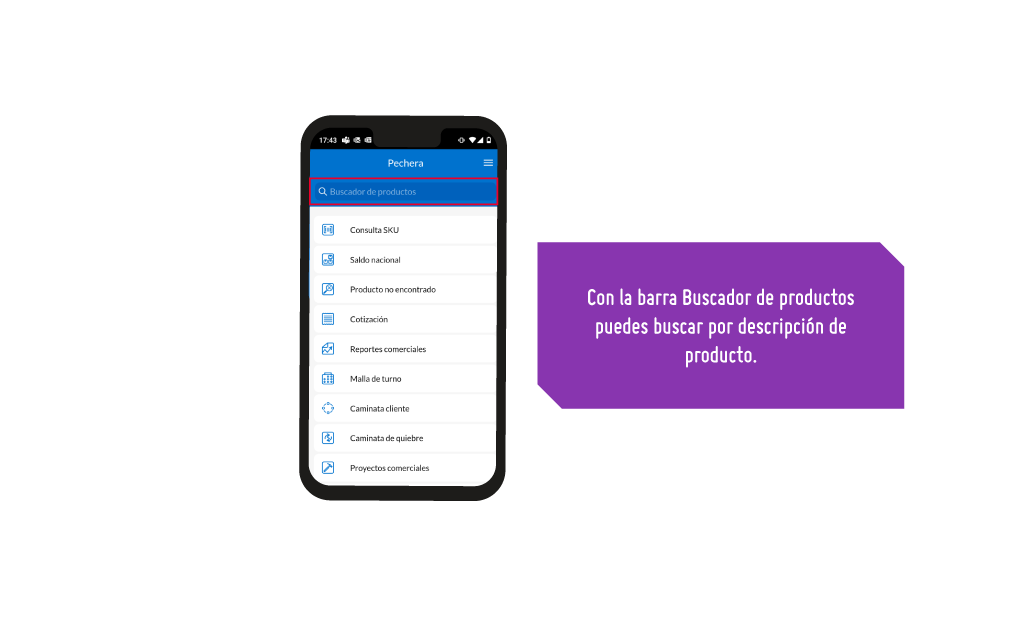 17:43
Pechera
Buscador de productos
Consulta SKU
Saldo nacional
Producto no encontrado
Cotización
Reportes comerciales
Malla de turno
Caminata cliente
Caminata de quiebre
Proyectos comerciales
Con la barra Buscador de productos
puedes buscar por descripción de
producto.